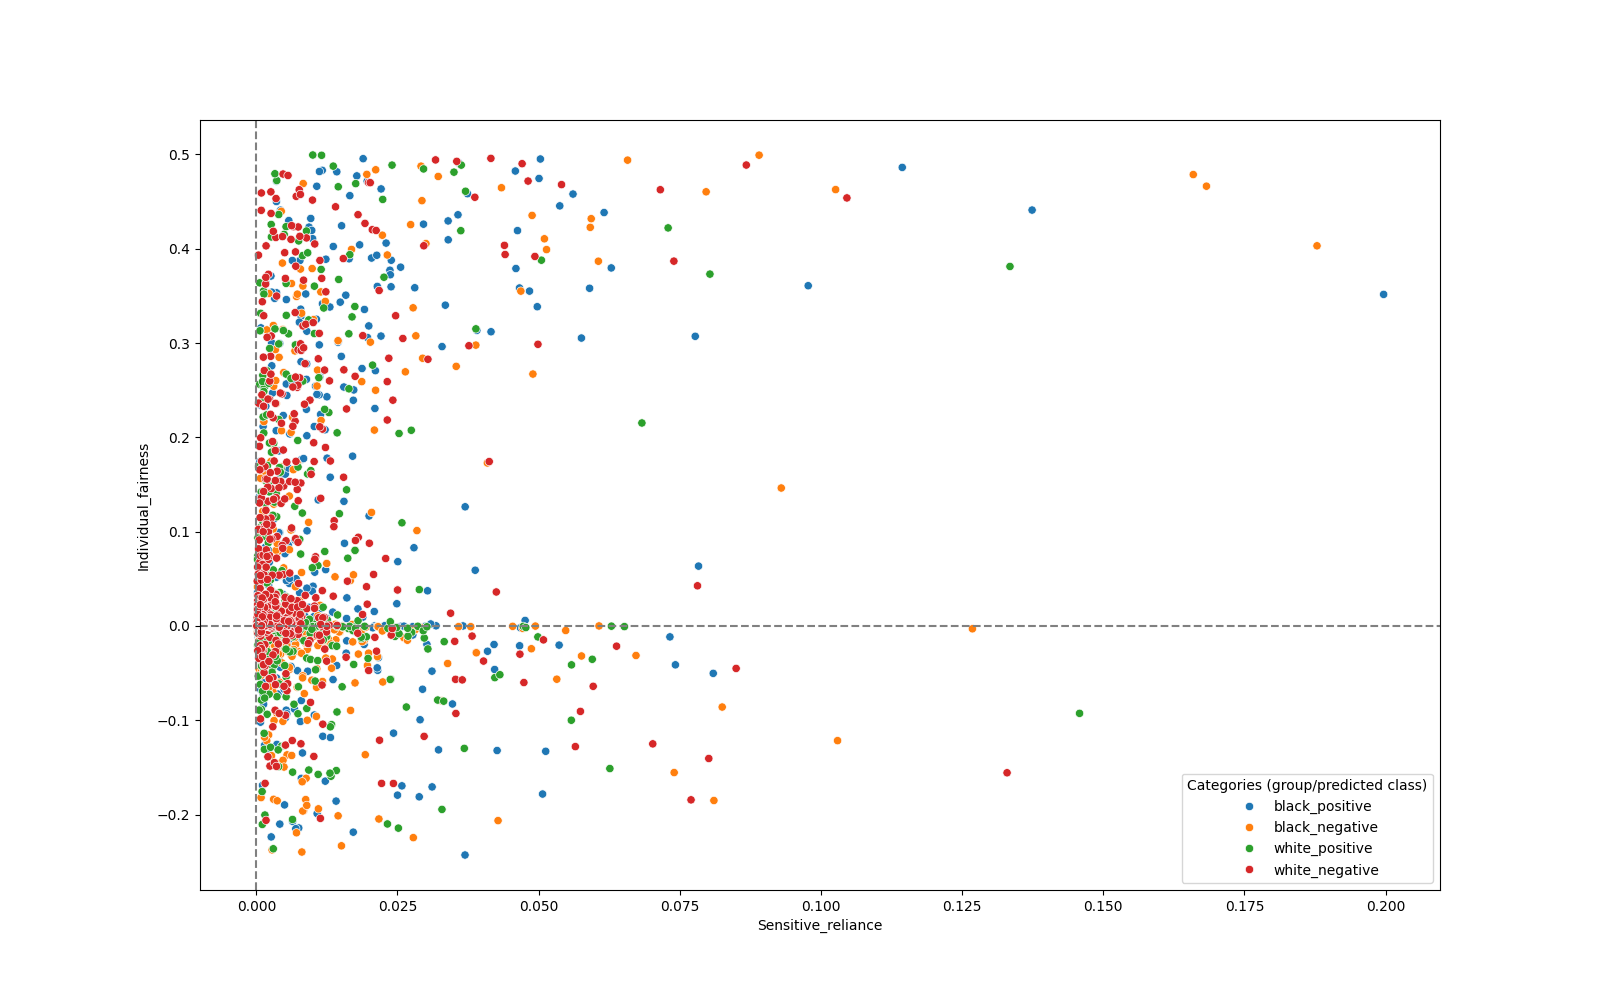 0.5
0.4
0.3
0.2
0.1
0.0
−0.1
−0.2
Individual_fairness
0.000 0.025 0.050 0.075 0.100 0.125 0.150 0.175 0.200
Sensitive_reliance
Categories (group/predicted class)
black_positive
black_negative
white_positive
white_negative